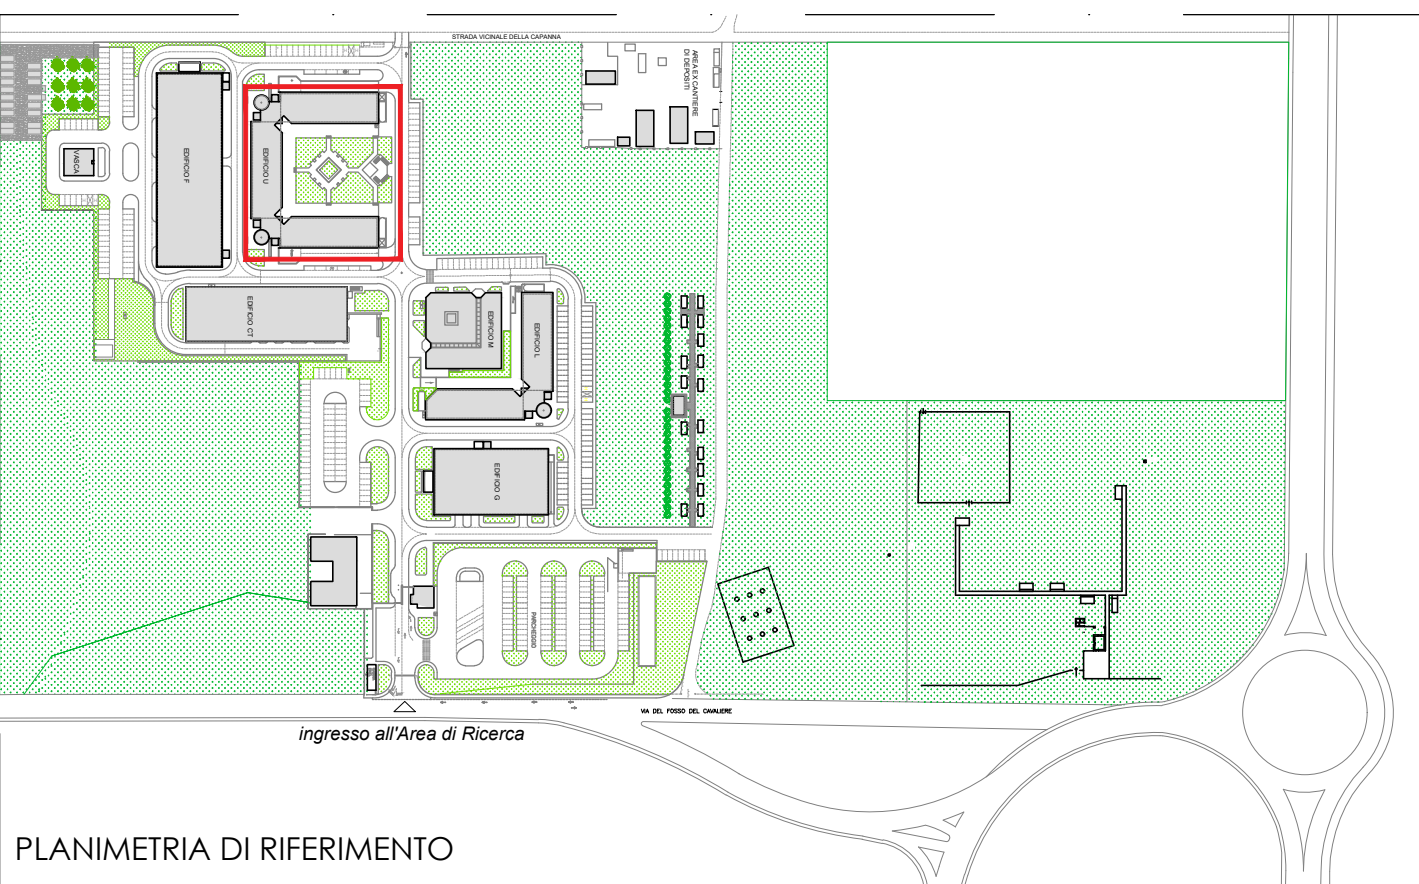 STRADA VICINALE DELLA CAPANNA
AREA EX CANTIERE
DI DEPOSITI
VASCA
EDIFICIO F
EDIFICIO U
EDIFICIO CT
EDIFICIO M
EDIFICIO L
EDIFICIO G
PARCHEGGIO
VIA DEL FOSSO DEL CAVALIERE
ingresso all'Area di Ricerca
PLANIMETRIA DI RIFERIMENTO